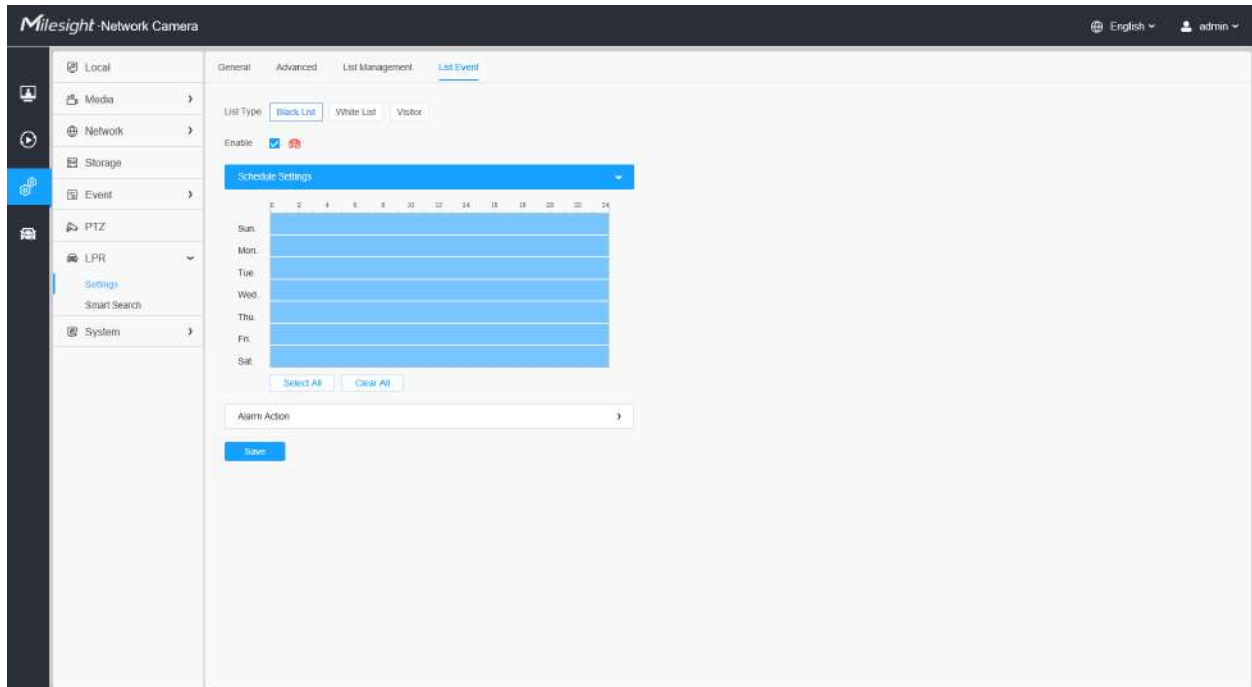 Milesight · Network Camera
English
admin
Local
Media
Network
Storage
Event
PTZ
LPR
Settings
Smart Search
System
General Advanced List Management List Event
List Type Black List White List Visitor
Enable
Schedule Settings
0 2 4 6 8 10 12 14 16 18 20 22 24
Sun.
Mon.
Tue.
Wed.
Thu.
Fri.
Sat.
Select All Clear All
Alarm Action
Save